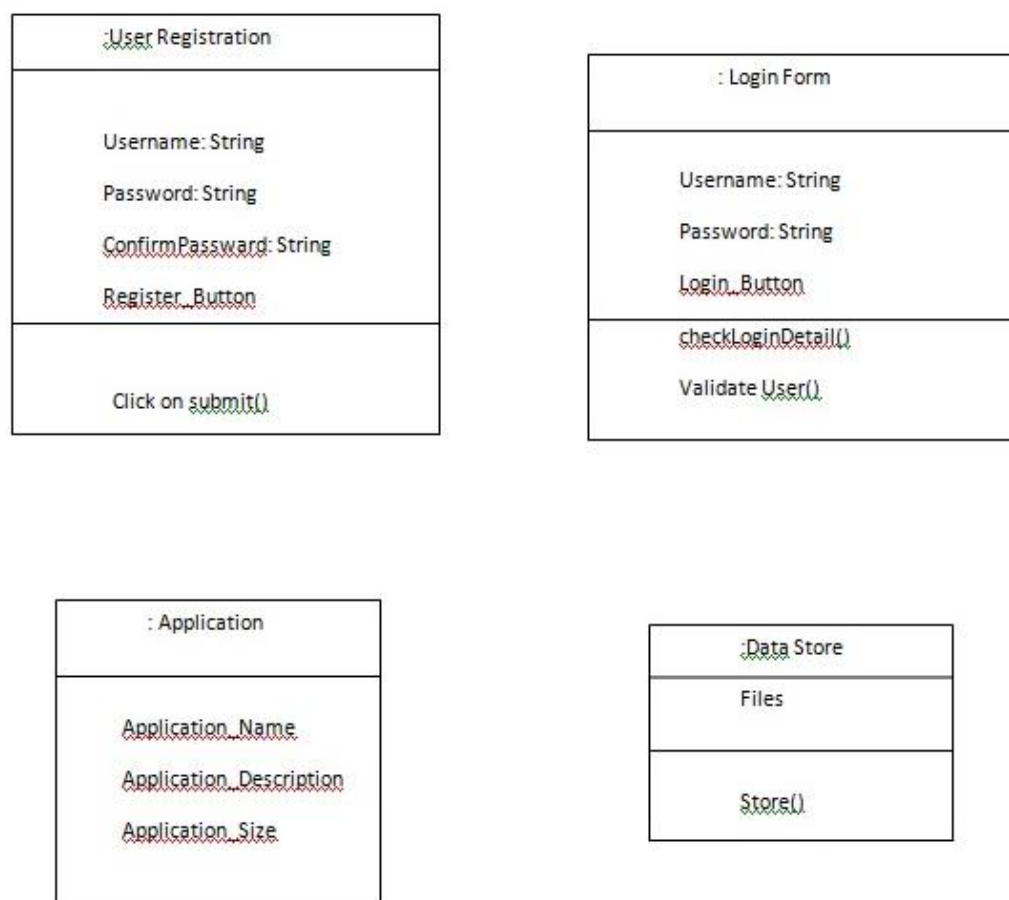 :User Registration
Username: String
Password: String
ConfirmPassward: String
Register_Button
Click on submit()
: Login Form
Username: String
Password: String
Login_Button
checkLoginDetail()
Validate User()
: Application
Application_Name
Application_Description
Application_Size
:Data Store
Files
Store()